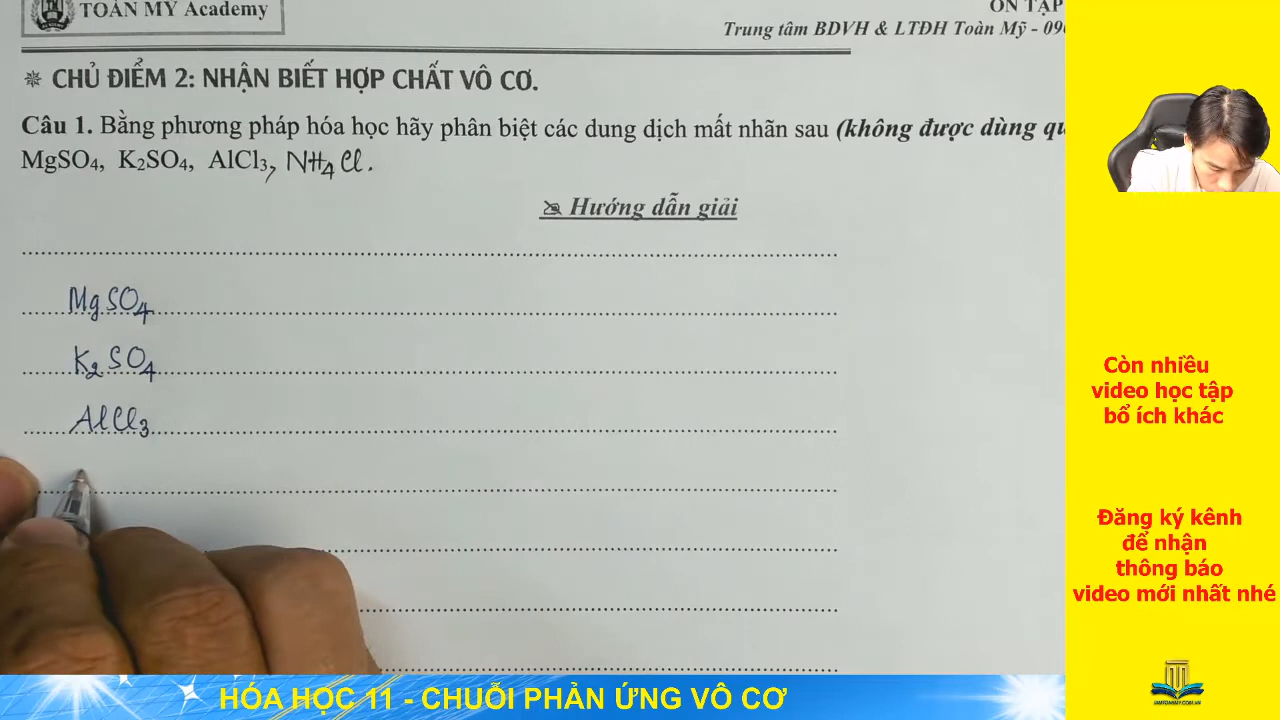 TOÀN MỸ Academy
ÔN TẬP
Trung tâm BDVH & LTĐH Toàn Mỹ - 090
CHỦ ĐIỂM 2: NHẬN BIẾT HỢP CHẤT VÔ CƠ.
Câu 1. Bằng phương pháp hóa học hãy phân biệt các dung dịch mất nhãn sau (không được dùng qu
MgSO₄, K₂SO₄, AlCl₃, NH₄Cl.
Hướng dẫn giải
MgSO₄
K₂SO₄
AlCl₃
Còn nhiều
video học tập
bổ ích khác
Đăng ký kênh
để nhận
thông báo
video mới nhất nhé
HÓA HỌC 11 - CHUỖI PHẢN ỨNG VÔ CƠ